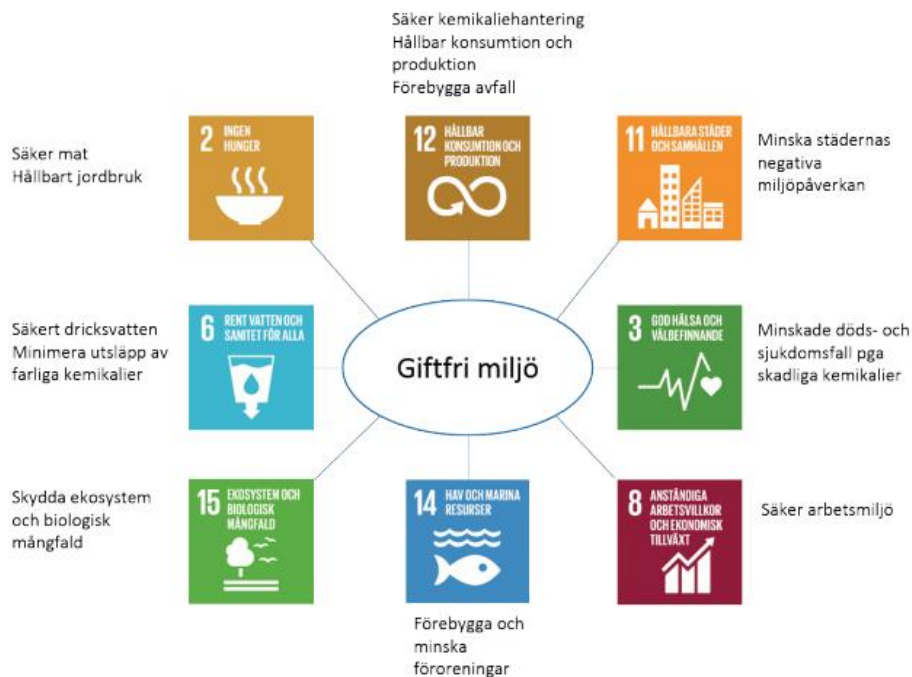 Säker kemikaliehantering
Hållbar konsumtion och
produktion
Förebygga avfall
Säker mat
Hållbart jordbruk
2 INGEN
HUNGER
12 HÅLLBAR
KONSUMTION OCH
PRODUKTION
11 HÅLLBARA STÄDER
OCH SAMHÄLLEN
Minska städernas
negativa
miljöpåverkan
Säkert dricksvatten
Minimera utsläpp av
farliga kemikalier
6 RENT VATTEN OCH
SANITET FÖR ALLA
Giftfri miljö
3 GOD HÄLSA OCH
VÄLBEFINNANDE
Minskade döds- och
sjukdomsfall pga
skadliga kemikalier
Skydda ekosystem
och biologisk
mångfald
15 EKOSYSTEM OCH
BIOLOGISK
MÅNGFALD
14 HAV OCH MARINA
RESURSER
8 ANSTÄNDIGA
ARBETSVILLKOR
OCH EKONOMISK
TILLVÄXT
Säker arbetsmiljö
Förebygga och
minska
föroreningar